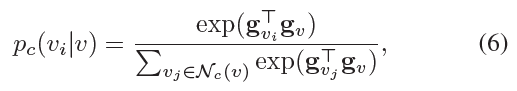 p_c(v_i|v) = \frac{\exp(\mathbf{g}_{v_i}^\top \mathbf{g}_v)}{\sum_{v_j \in \mathcal{N}_c(v)} \exp(\mathbf{g}_{v_j}^\top \mathbf{g}_v)}, (6)